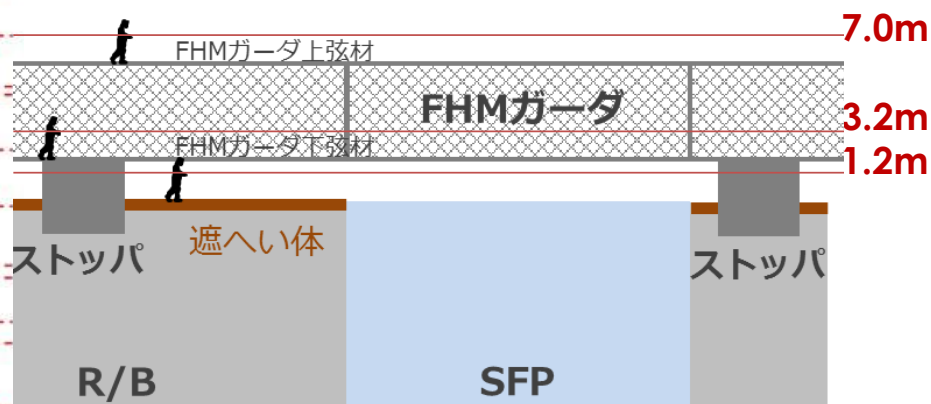 7.0m
FHMガーダ上弦材
FHMガーダ
3.2m
FHMガーダ下弦材
1.2m
遮へい体
ストッパ
ストッパ
R/B
SFP